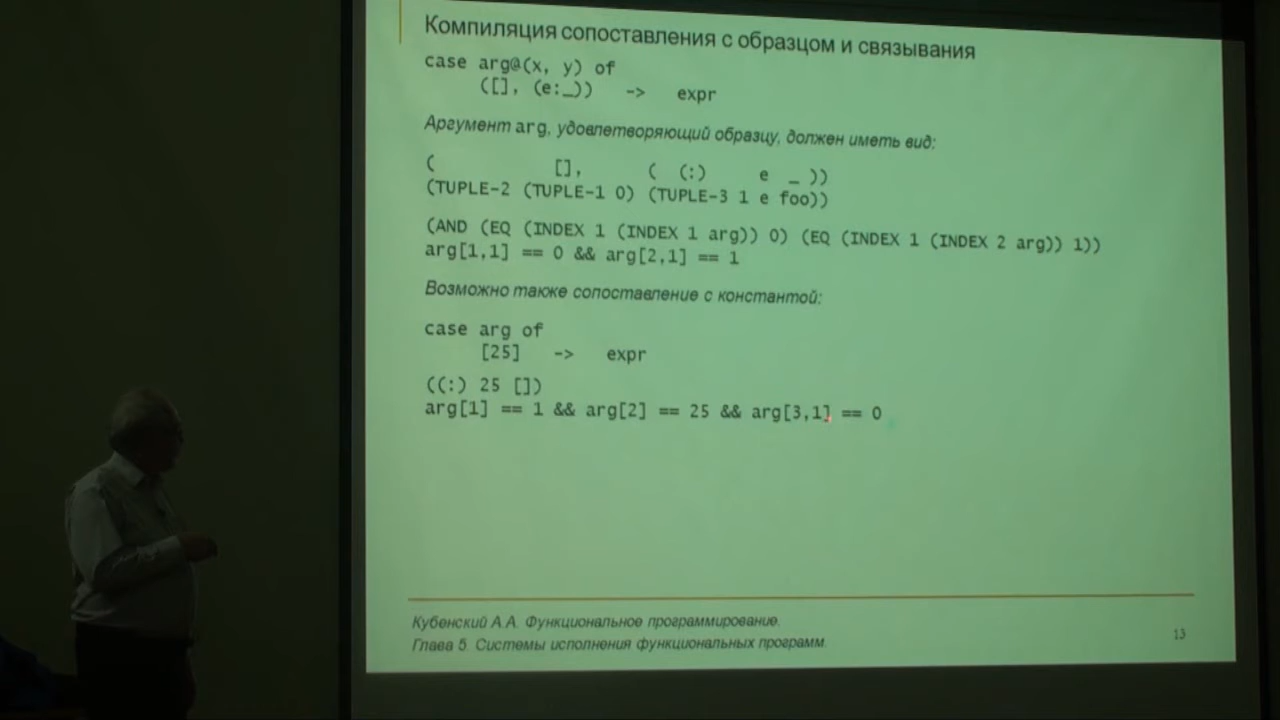 Компиляция сопоставления с образцом и связывания
case arg@(x, y) of
([], (e:_)) -> expr
Аргумент arg, удовлетворяющий образцу, должен иметь вид:
( [], ( (:) e _ ))
(TUPLE-2 (TUPLE-1 0) (TUPLE-3 1 e foo))
(AND (EQ (INDEX 1 (INDEX 1 arg)) 0) (EQ (INDEX 1 (INDEX 2 arg)) 1))
arg[1,1] == 0 && arg[2,1] == 1
Возможно также сопоставление с константой:
case arg of
[25] -> expr
((:) 25 [])
arg[1] == 1 && arg[2] == 25 && arg[3,1] == 0
Кубенский А.А. Функциональное программирование.
Глава 5. Системы исполнения функциональных программ.
13